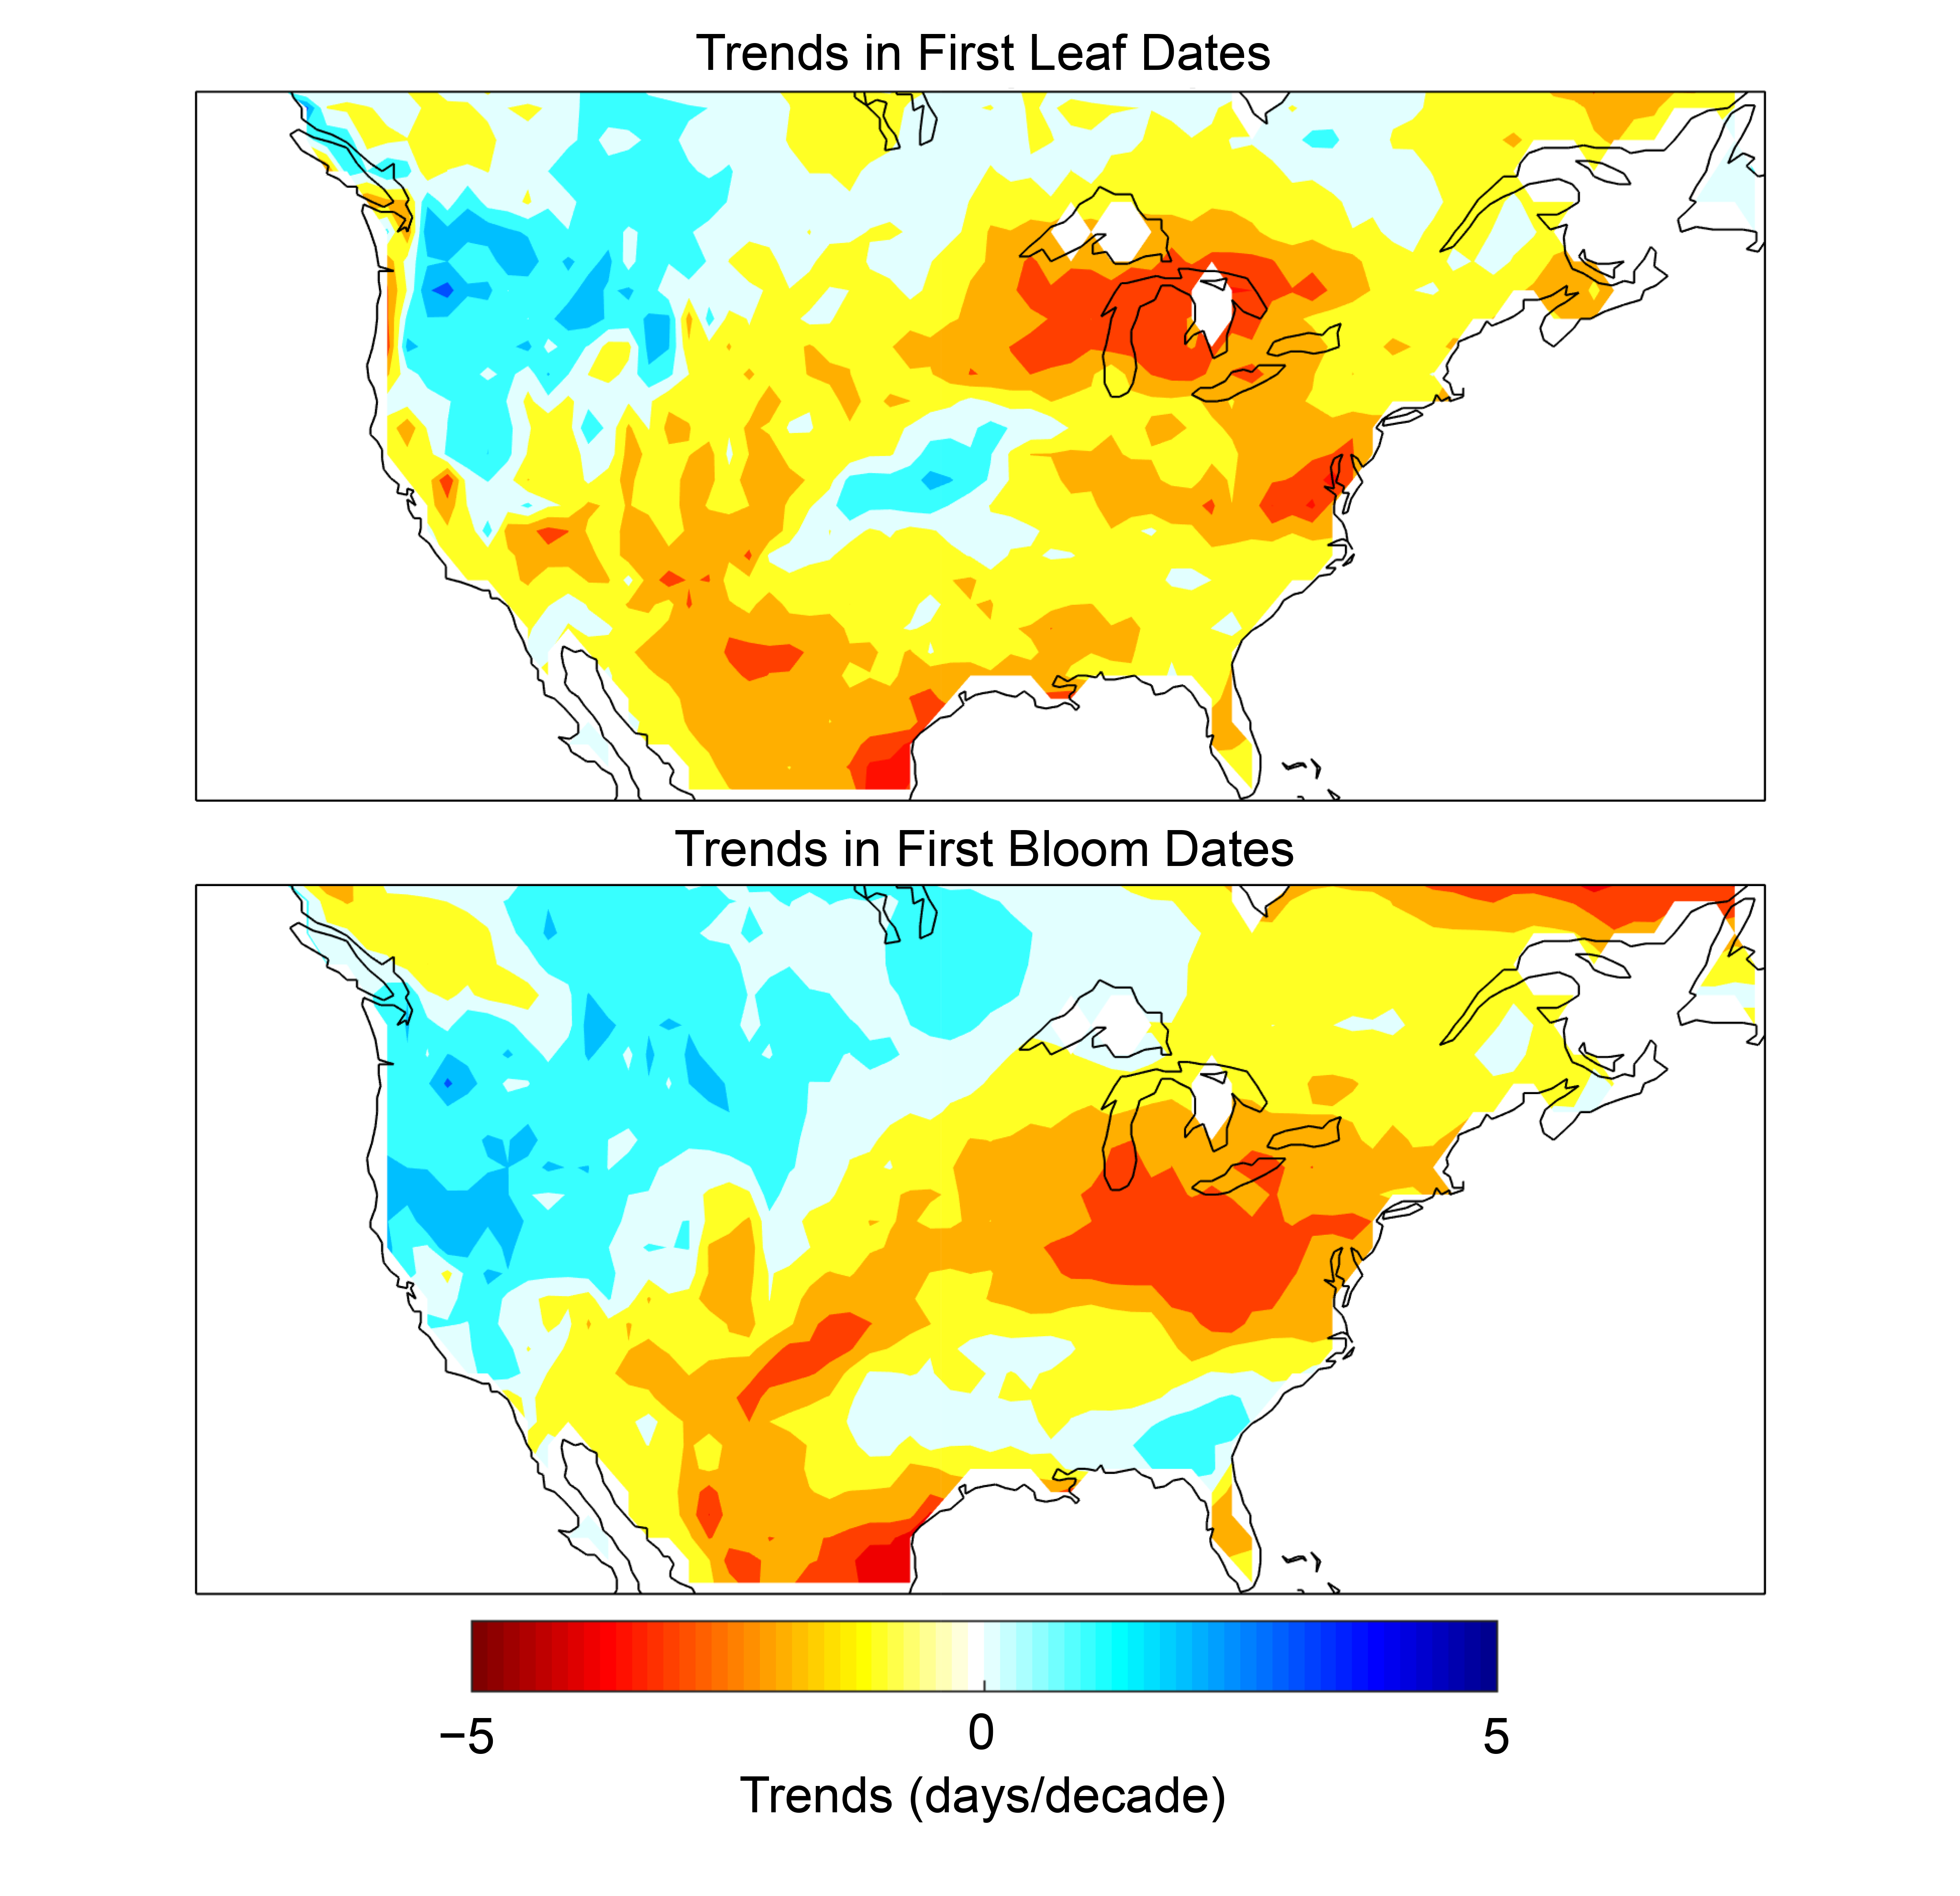 Trends in First Leaf Dates
Trends in First Bloom Dates
−5 0 5
Trends (days/decade)